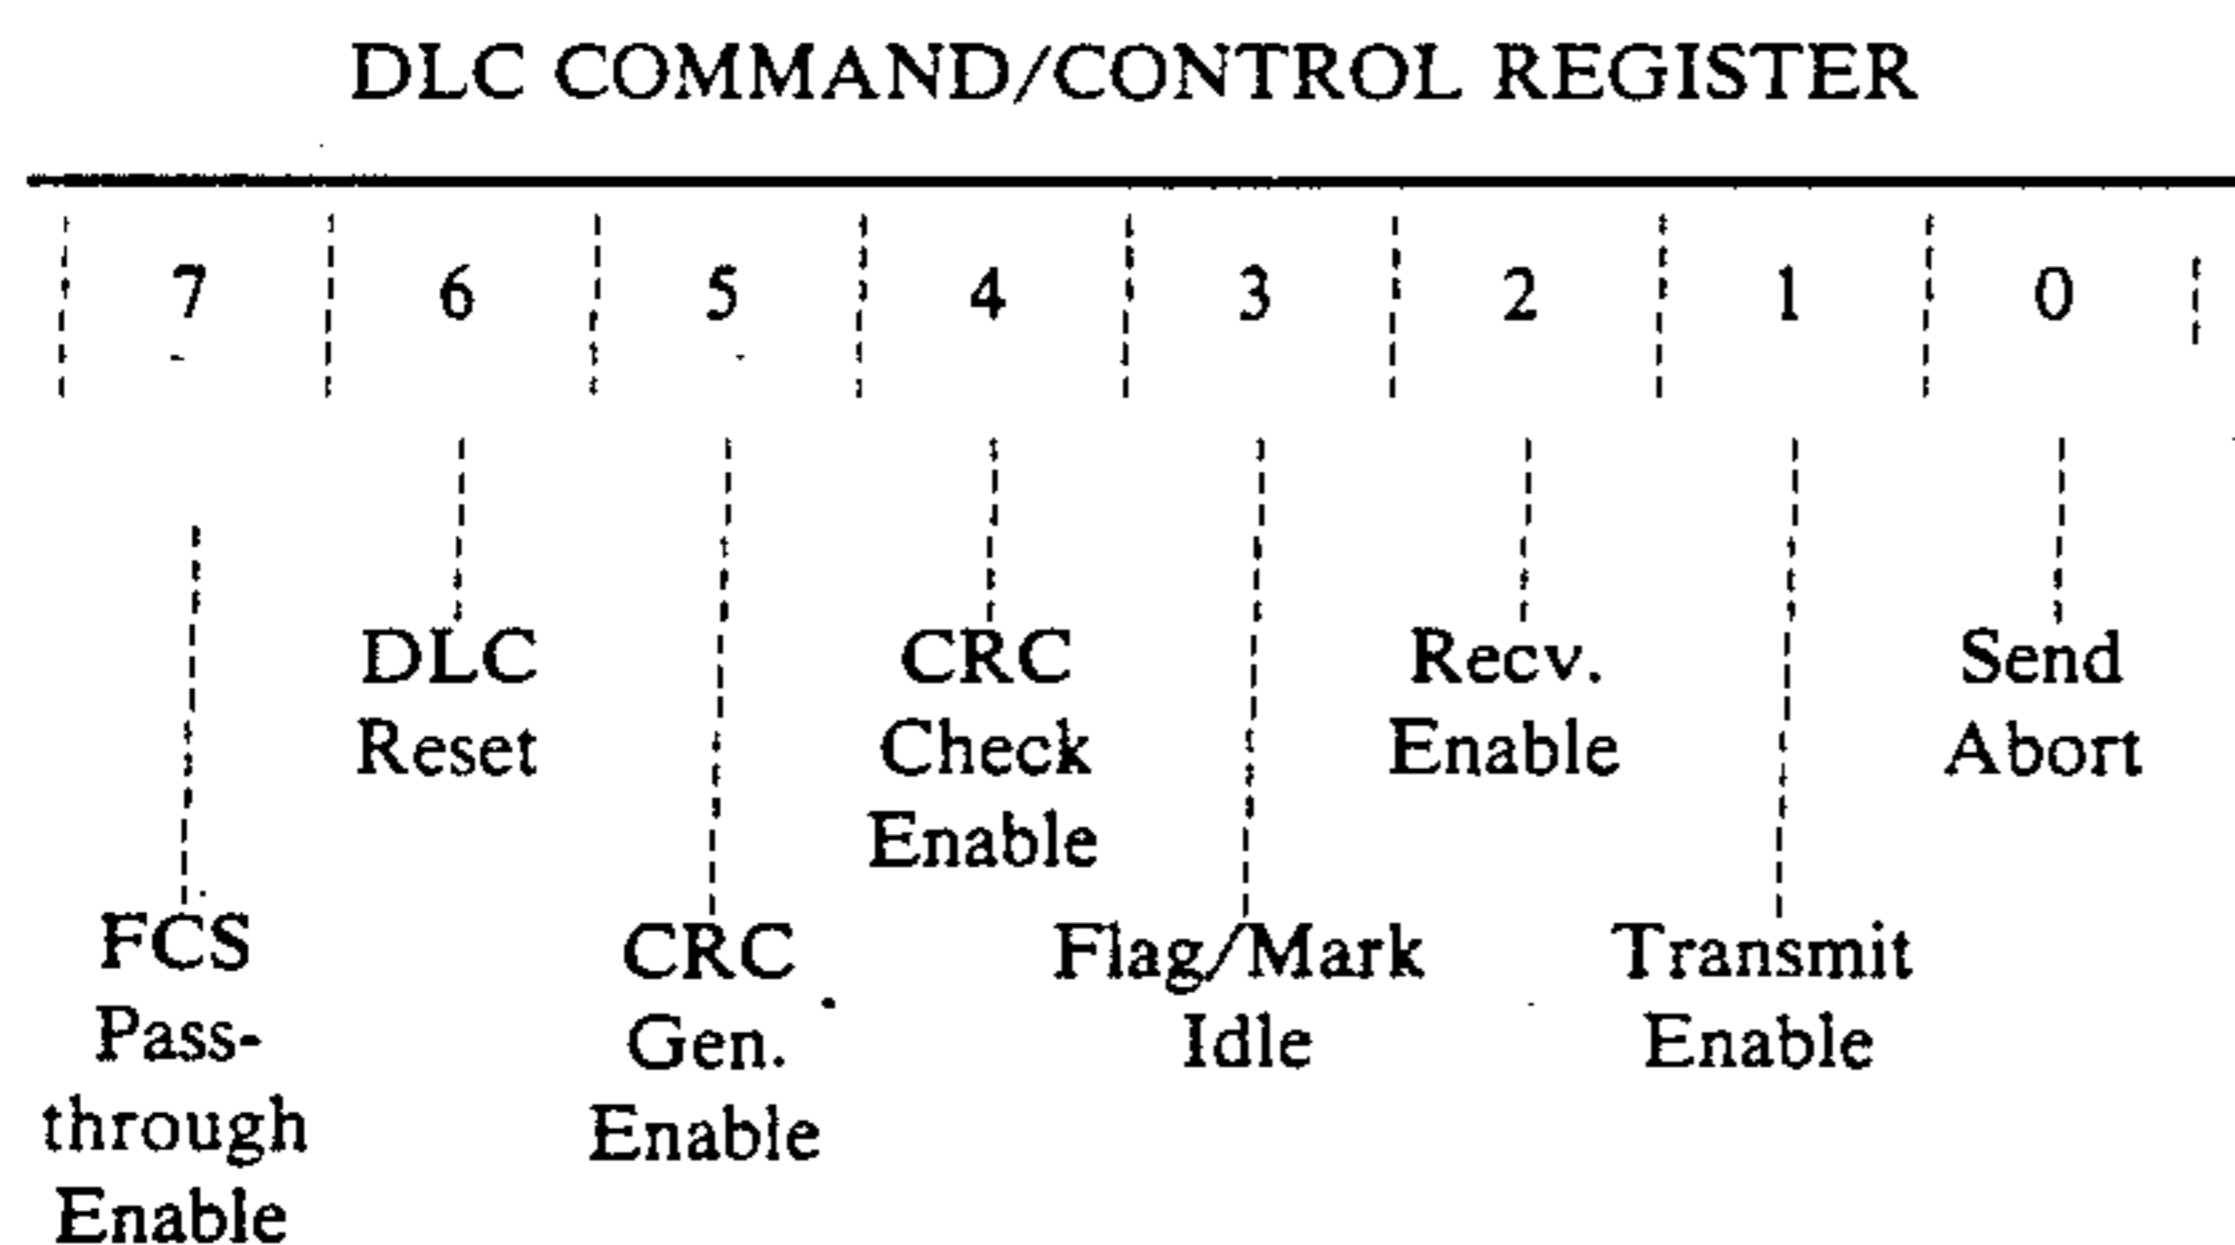 DLC COMMAND/CONTROL REGISTER
7 6 5 4 3 2 1 0
DLC
Reset
CRC
Check
Enable
Recv.
Enable
Send
Abort
FCS
Pass-
through
Enable
CRC
Gen.
Enable
Flag/Mark
Idle
Transmit
Enable